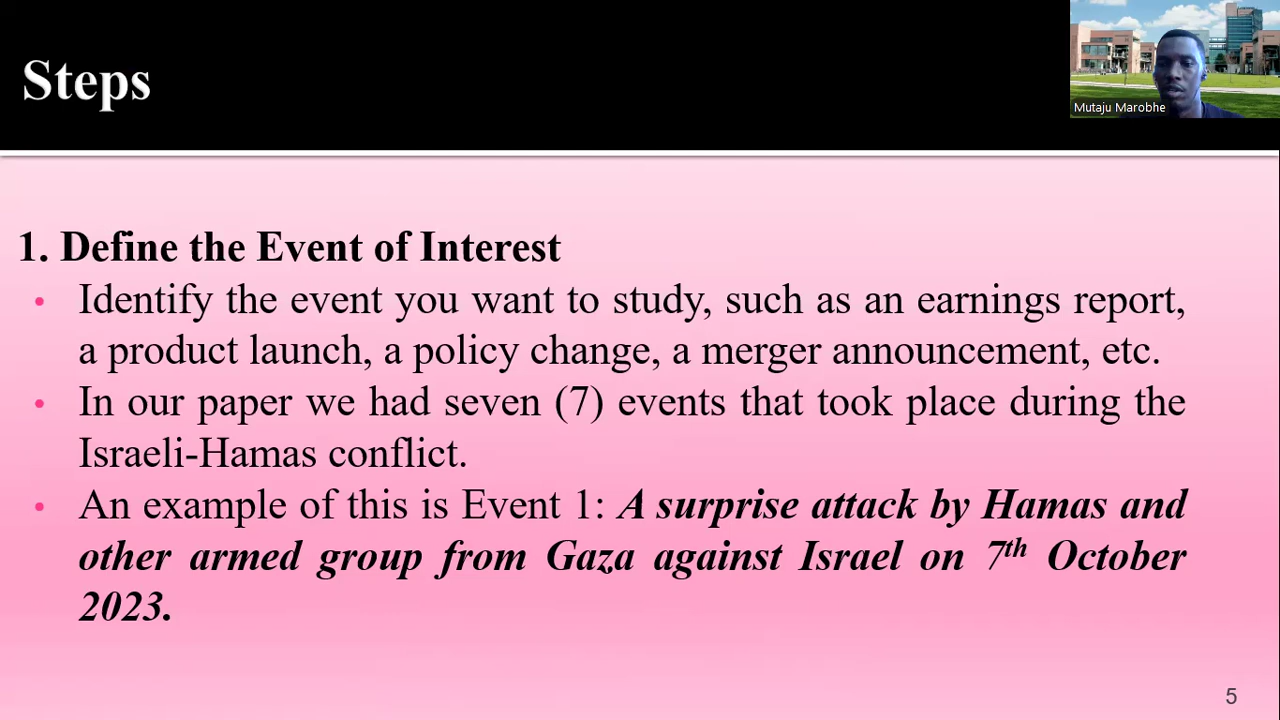 Steps
Mutaju Marobhe
1. Define the Event of Interest
• Identify the event you want to study, such as an earnings report,
a product launch, a policy change, a merger announcement, etc.
• In our paper we had seven (7) events that took place during the
Israeli-Hamas conflict.
• An example of this is Event 1: A surprise attack by Hamas and
other armed group from Gaza against Israel on 7th October
2023.
5